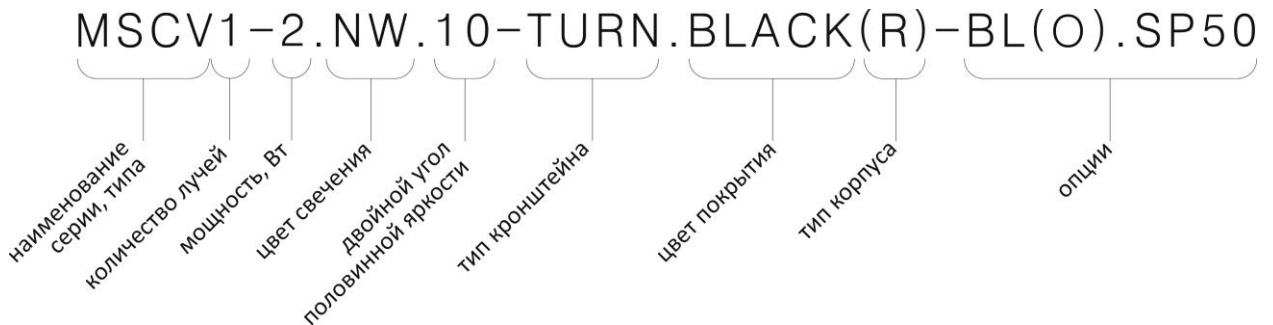 MSCV1-2.NW.10-TURN.BLACK(R)-BL(O).SP50
наименование
серии, типа
количество лучей
мощность, Вт
цвет свечения
двойной угол
половинной яркости
тип кронштейна
цвет покрытия
тип корпуса
опции